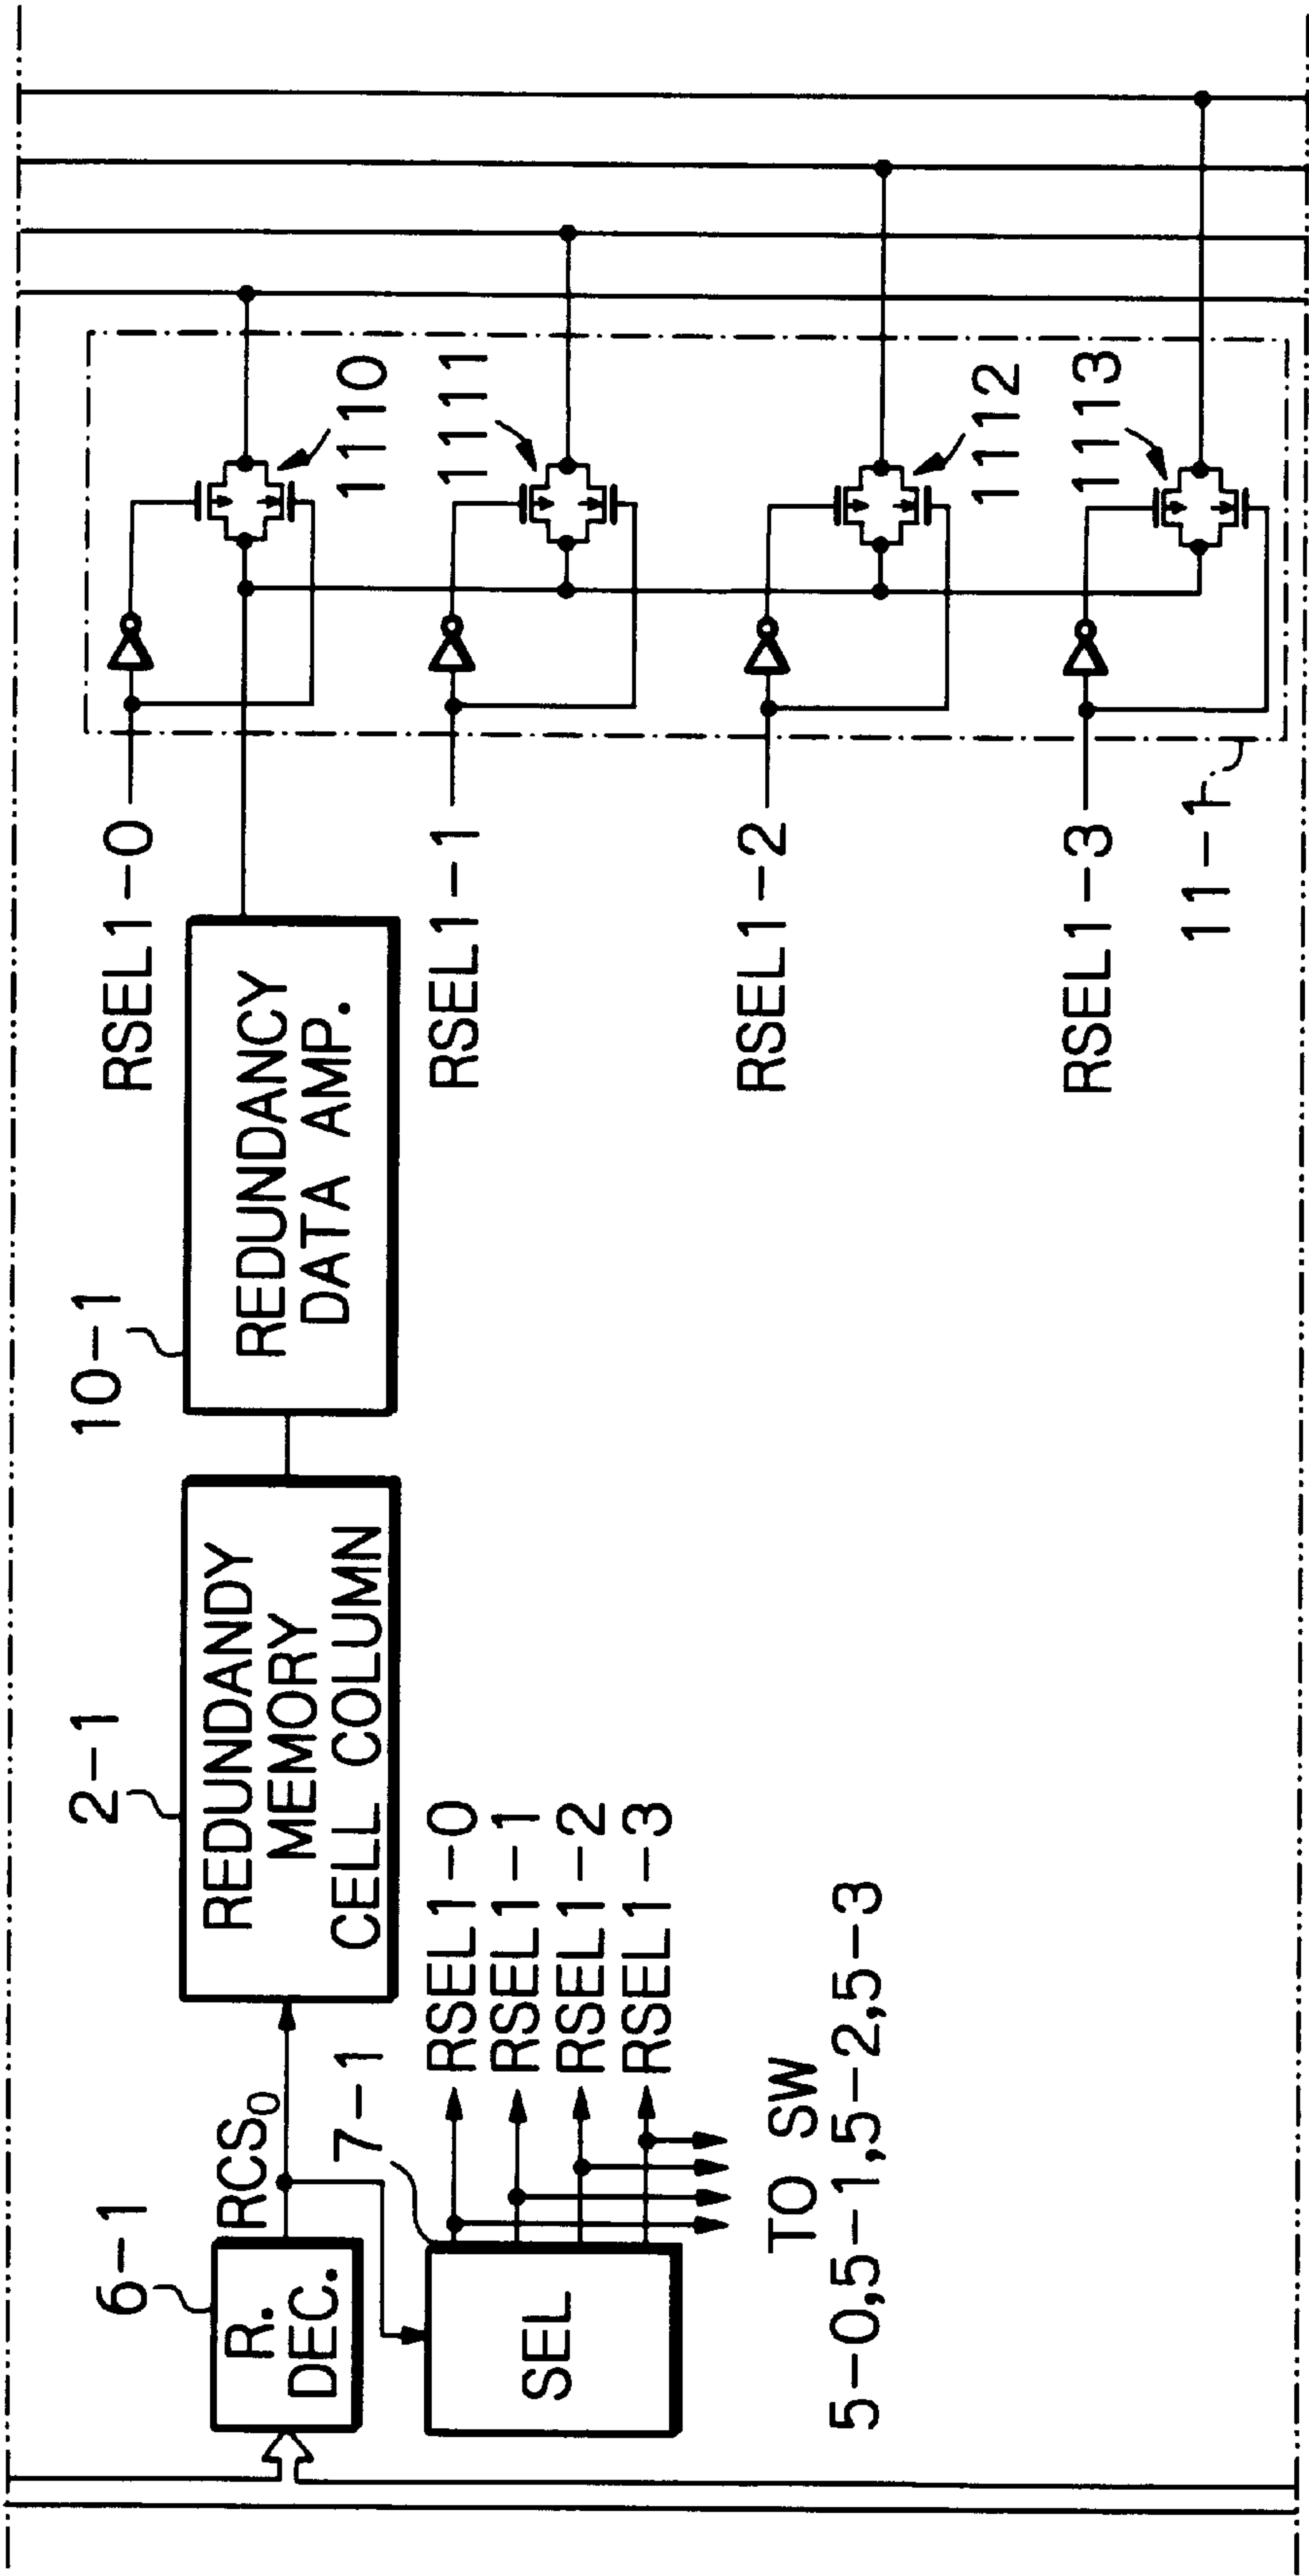 6-1
R.
DEC.
RCS0
7-1
SEL
RSEL1-0
RSEL1-1
RSEL1-2
RSEL1-3
TO SW
5-0,5-1,5-2,5-3
2-1
REDUNDANDY
MEMORY
CELL COLUMN
10-1
REDUNDANCY
DATA AMP.
RSEL1-0
RSEL1-1
RSEL1-2
RSEL1-3
11-1
1110
1111
1112
1113